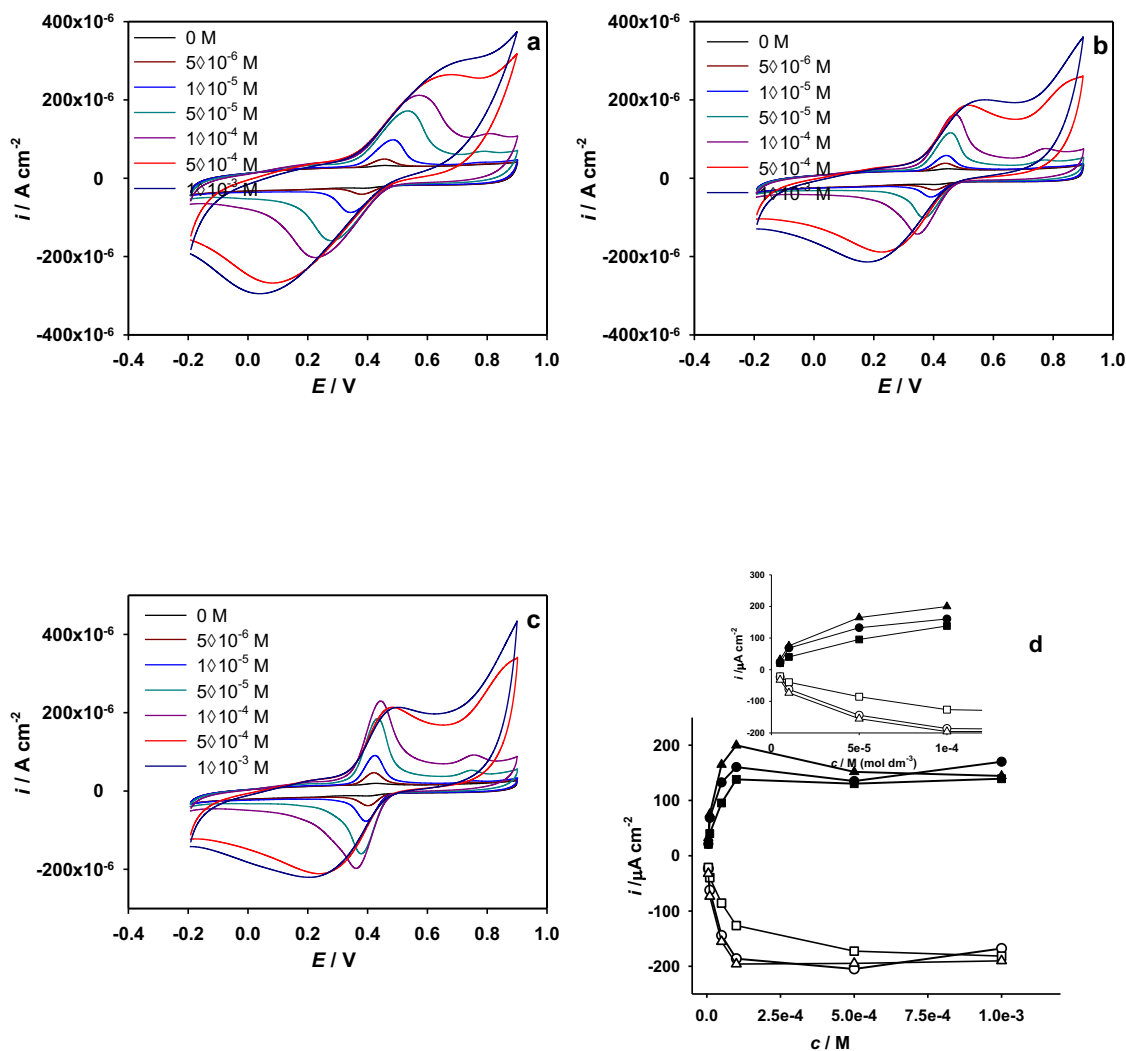 400x10-6
200x10-6
0
-200x10-6
-400x10-6
i / A cm-2
-0.4 -0.2 0.0 0.2 0.4 0.6 0.8 1.0
E / V
a
0 M
5◊10-6 M
1◊10-5 M
5◊10-5 M
1◊10-4 M
5◊10-4 M
1◊10-3 M
400x10-6
200x10-6
0
-200x10-6
-400x10-6
i / A cm-2
-0.4 -0.2 0.0 0.2 0.4 0.6 0.8 1.0
E / V
b
0 M
5◊10-6 M
1◊10-5 M
5◊10-5 M
1◊10-4 M
5◊10-4 M
1◊10-3 M
400x10-6
200x10-6
0
-200x10-6
i / A cm-2
-0.4 -0.2 0.0 0.2 0.4 0.6 0.8 1.0
E / V
c
0 M
5◊10-6 M
1◊10-5 M
5◊10-5 M
1◊10-4 M
5◊10-4 M
1◊10-3 M
300
200
100
0
-100
-200
i /µA cm-2
0 5e-5 1e-4
c / M (mol dm-3)
d
200
100
0
-100
-200
i /µA cm-2
0.0 2.5e-4 5.0e-4 7.5e-4 1.0e-3
c / M